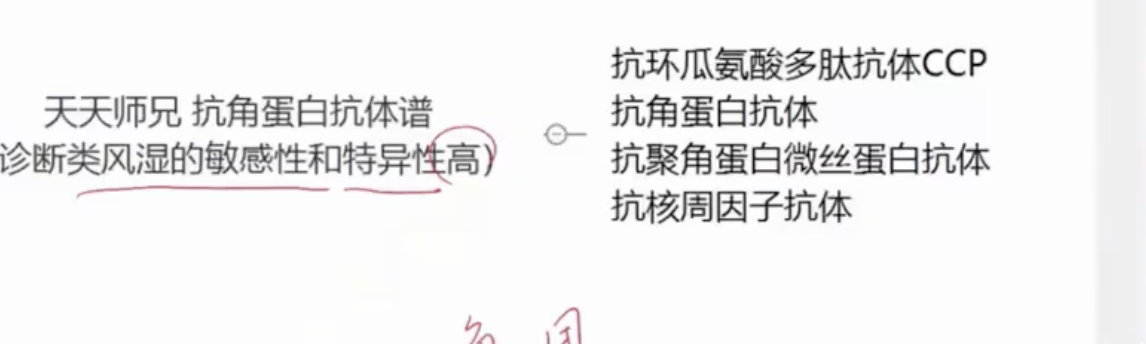 天天师兄 抗角蛋白抗体谱
诊断类风湿的敏感性和特异性高)
抗环瓜氨酸多肽抗体CCP
抗角蛋白抗体
抗聚角蛋白微丝蛋白抗体
抗核周因子抗体